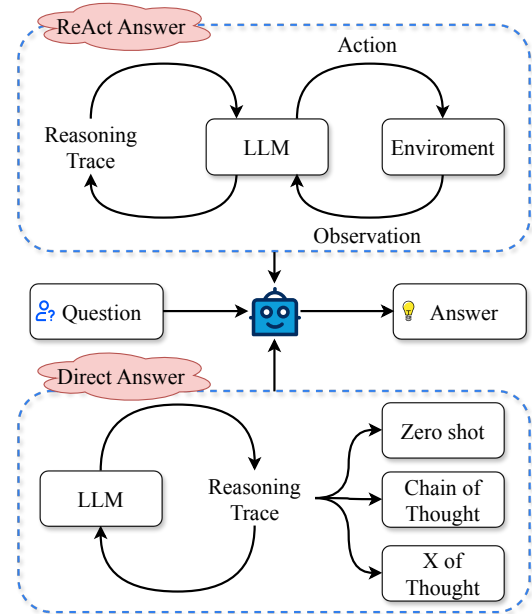 ReAct Answer
Action
Reasoning
Trace
LLM
Enviroment
Observation
Question
Answer
Direct Answer
LLM
Reasoning
Trace
Zero shot
Chain of
Thought
X of
Thought